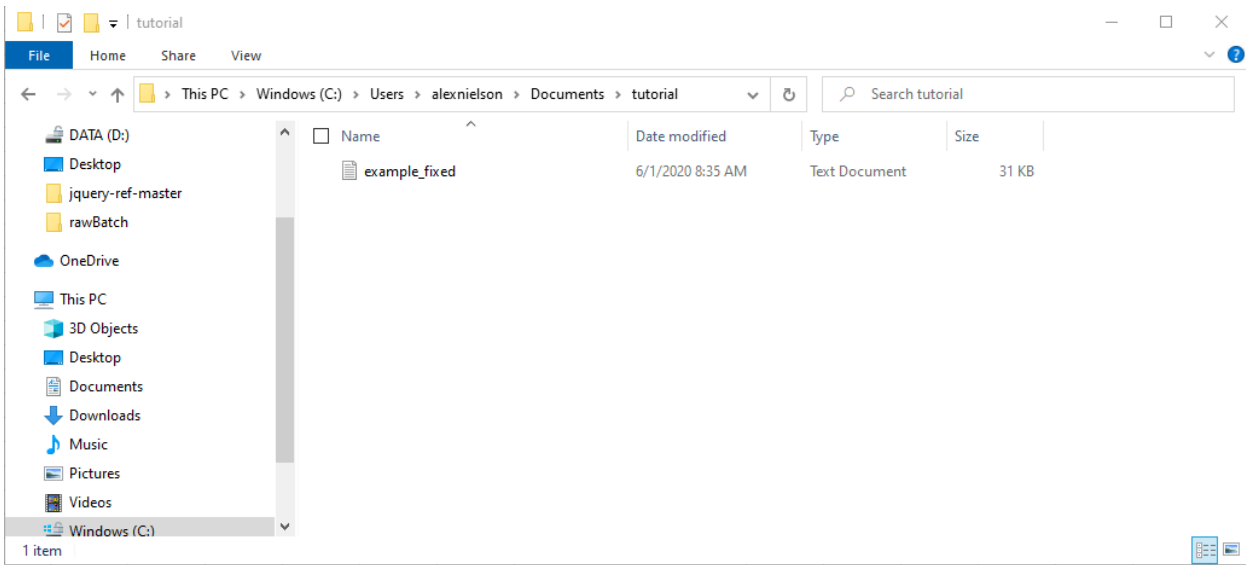 tutorial
File Home Share View
This PC > Windows (C:) > Users > alexnielson > Documents > tutorial Search tutorial
DATA (D:)
Desktop
jquery-ref-master
rawBatch
OneDrive
This PC
3D Objects
Desktop
Documents
Downloads
Music
Pictures
Videos
Windows (C:)
Name Date modified Type Size
example_fixed 6/1/2020 8:35 AM Text Document 31 KB
1 item